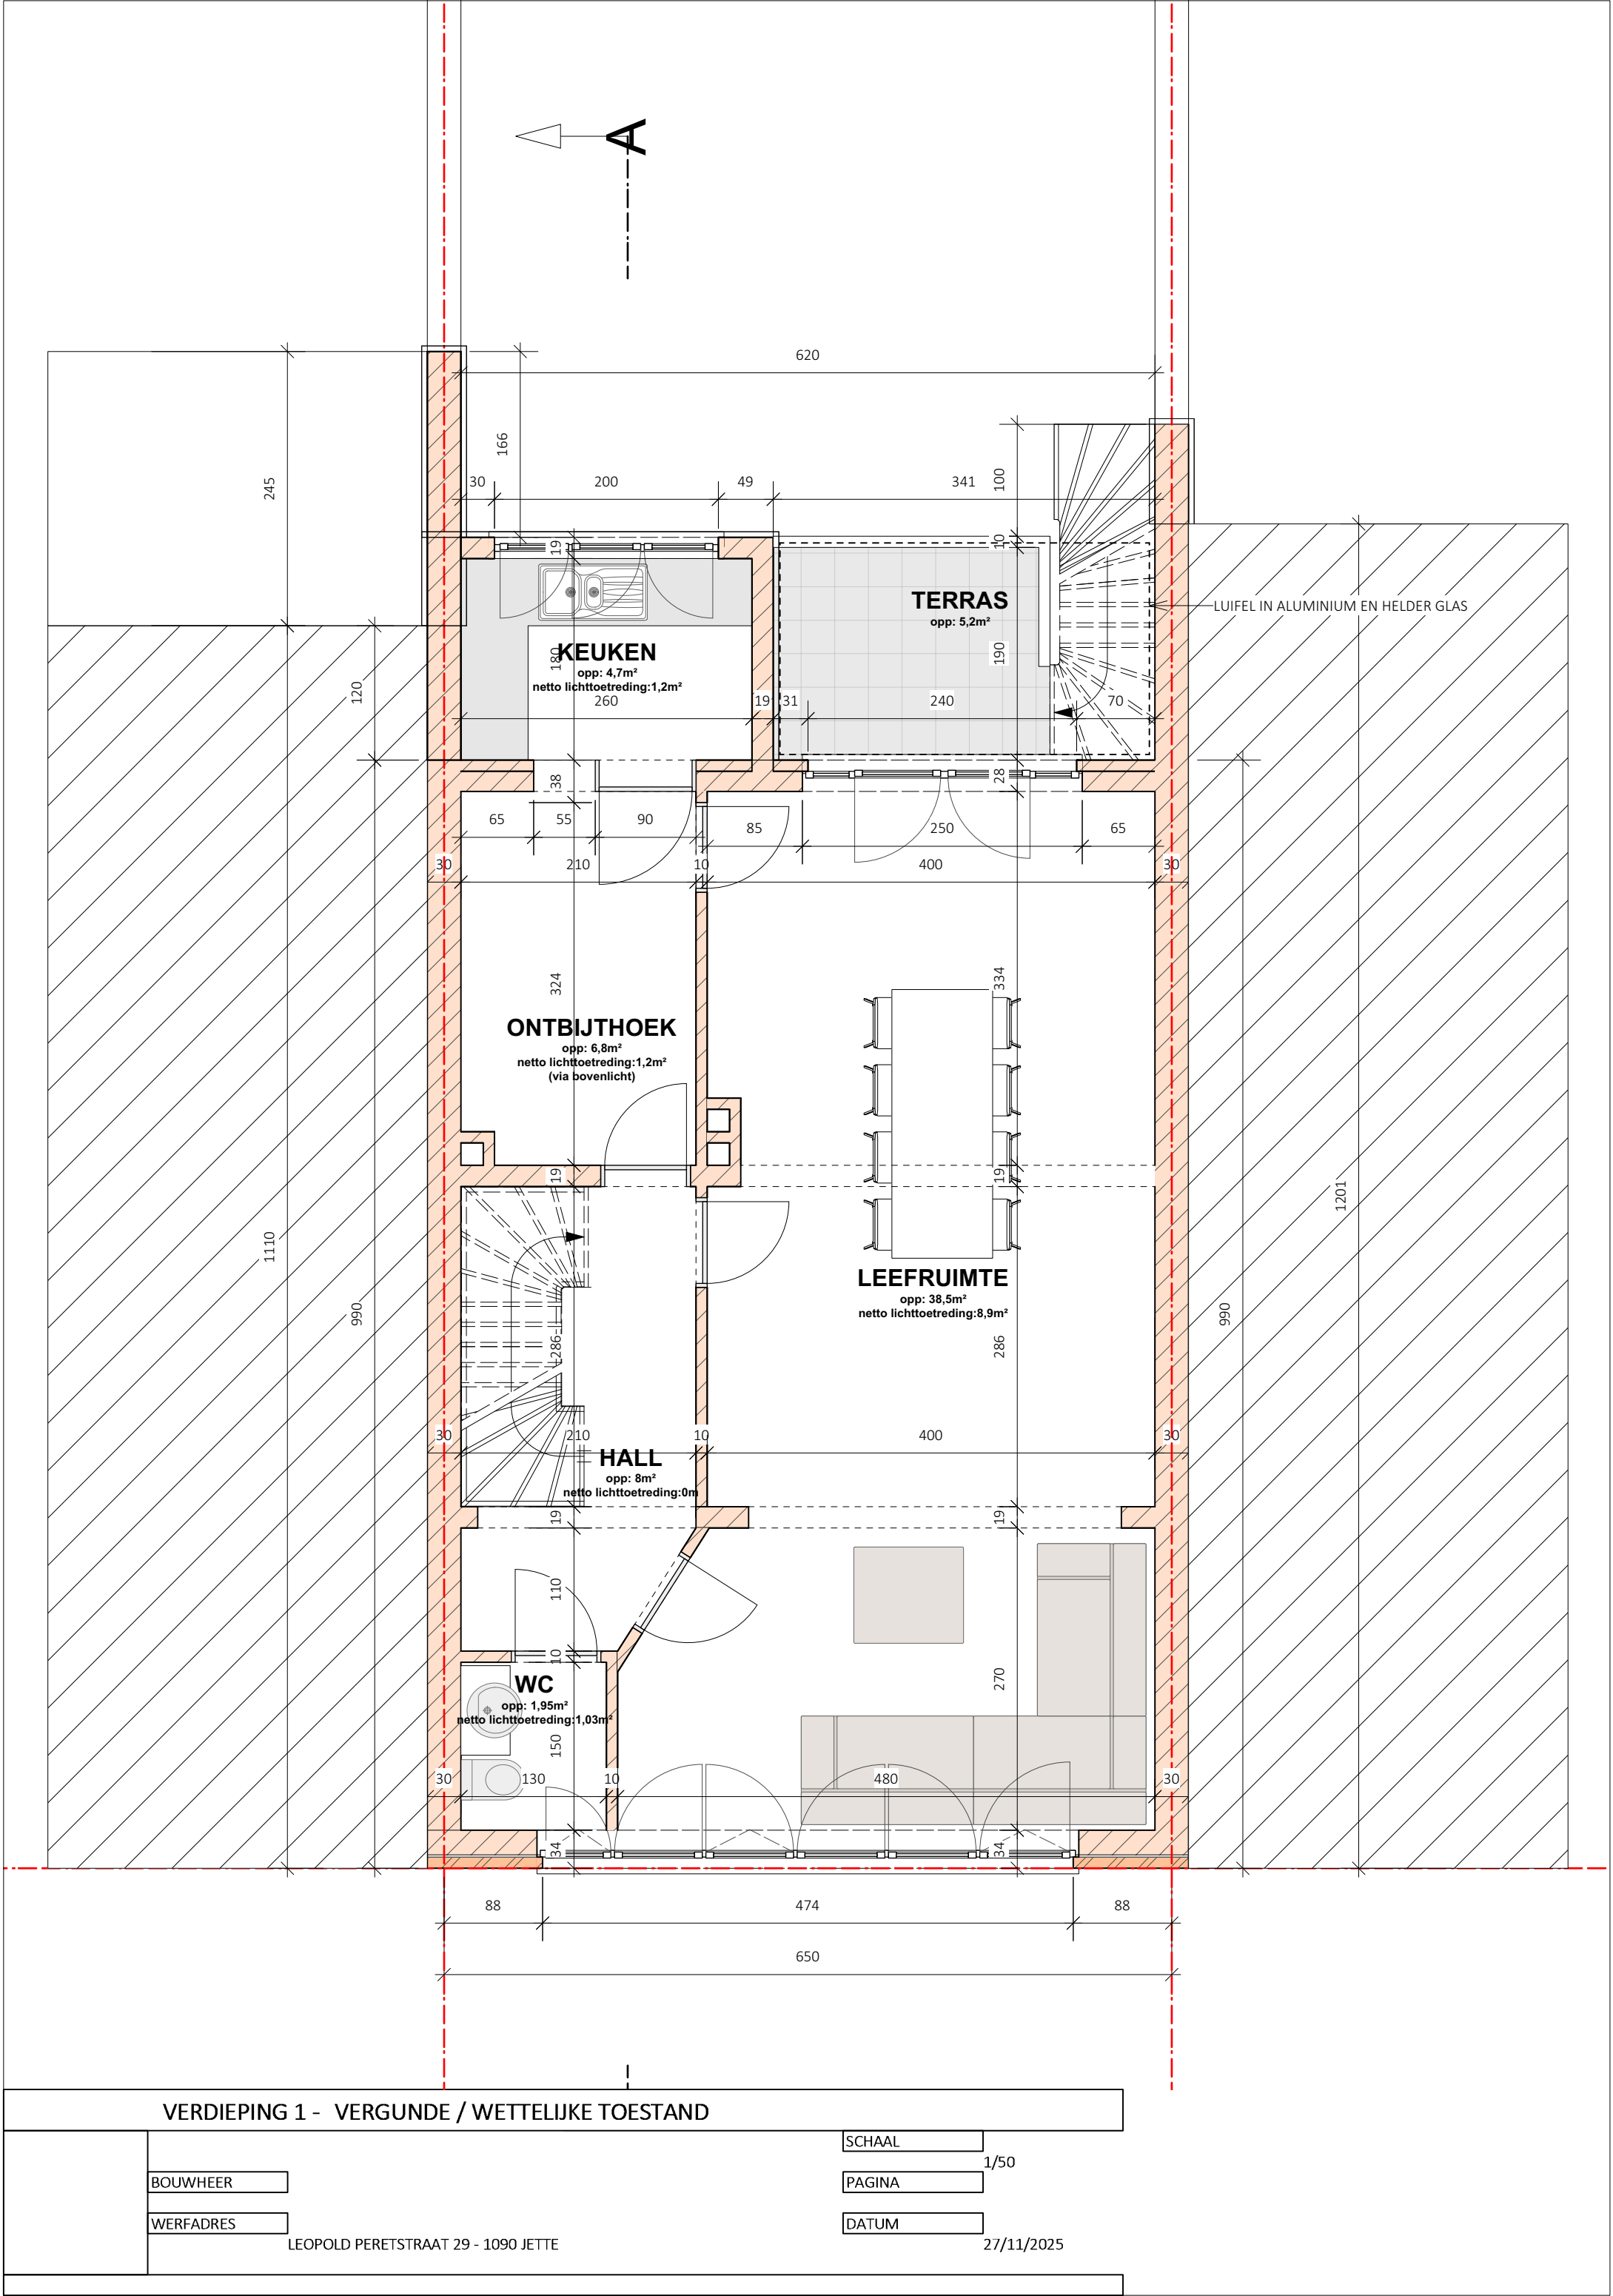 A
620
245
166
30
200
49
341
100
19
10
TERRAS
opp: 5,2m²
LUIFEL IN ALUMINIUM EN HELDER GLAS
KEUKEN
opp: 4,7m²
netto lichttoetreding:1,2m²
180
190
120
260
19
31
240
70
38
28
65
55
90
85
250
65
30
210
10
400
30
324
334
ONTBIJTHOEK
opp: 6,8m²
netto lichttoetreding:1,2m²
(via bovenlicht)
19
19
1201
1110
LEEFRUIMTE
opp: 38,5m²
netto lichttoetreding:8,9m²
990
990
286
286
30
210
10
400
30
HALL
opp: 8m²
netto lichttoetreding:0m
19
19
110
10
270
WC
opp: 1,95m²
netto lichttoetreding:1,03m²
150
30
130
10
480
30
34
34
88
474
88
650
VERDIEPING 1 - VERGUNDE / WETTELIJKE TOESTAND
SCHAAL
1/50
BOUWHEER
PAGINA
WERFADRES
DATUM
LEOPOLD PERETSTRAAT 29 - 1090 JETTE
27/11/2025